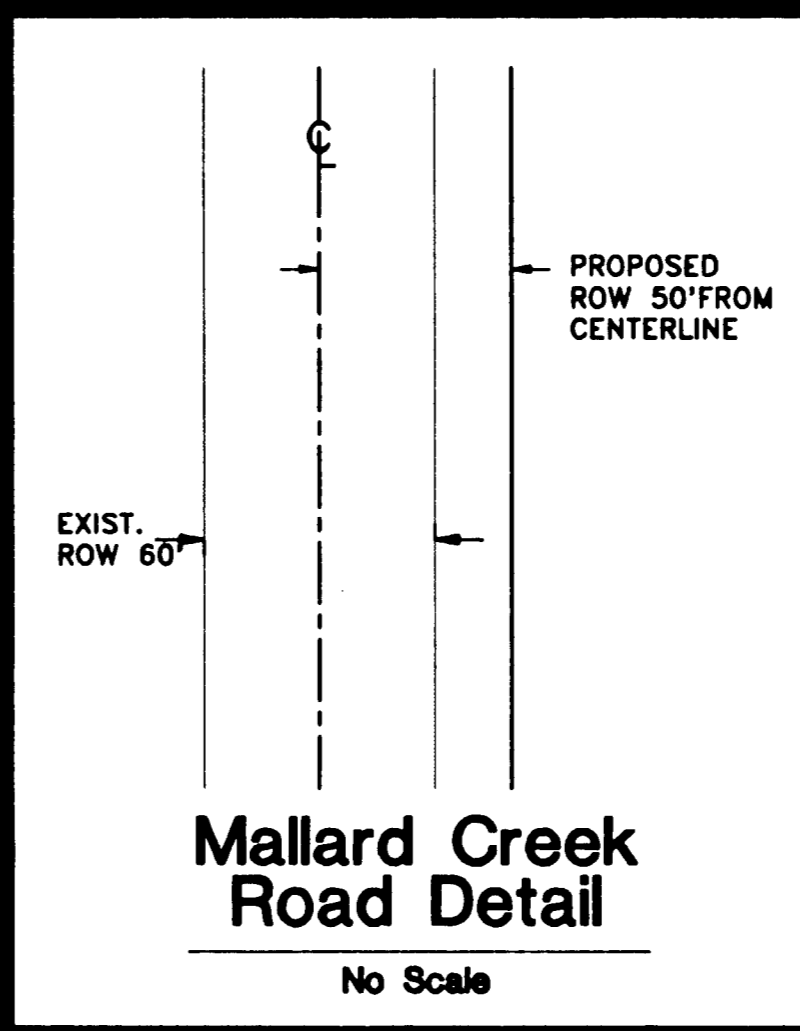 ℄
PROPOSED
ROW 50'FROM
CENTERLINE
EXIST.
ROW 60'
Mallard Creek
Road Detail
No Scale